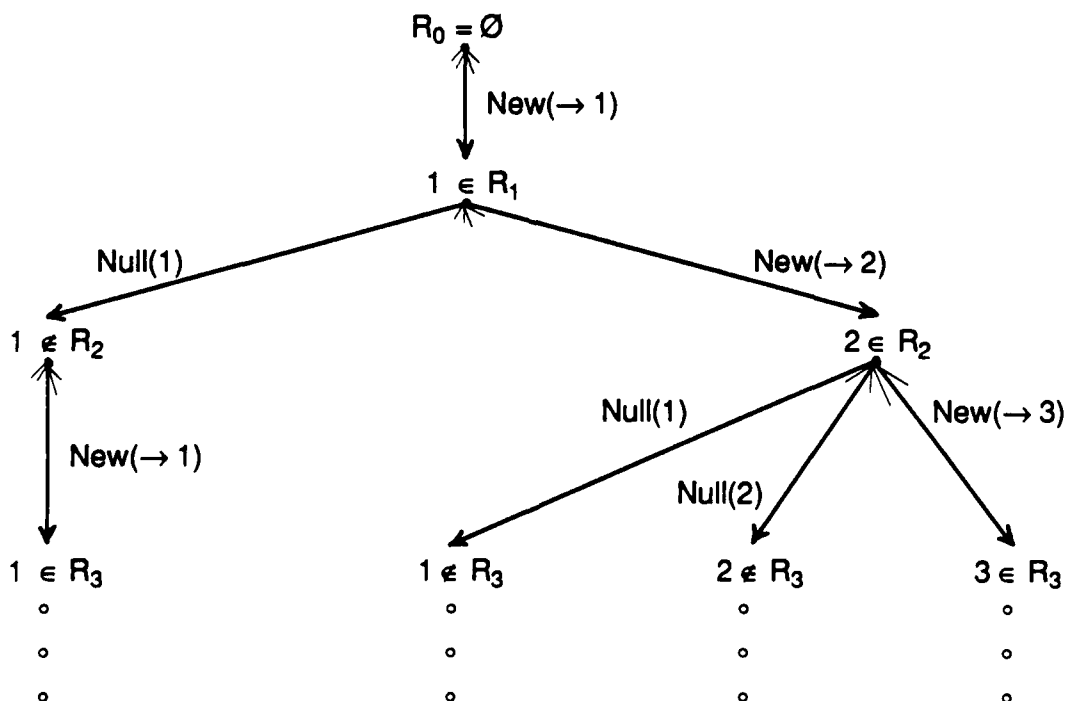 R₀ = Ø
New(→ 1)
1 ∈ R₁
Null(1)
New(→ 2)
1 ∉ R₂
2 ∈ R₂
Null(1)
New(→ 3)
New(→ 1)
Null(2)
1 ∈ R₃
1 ∉ R₃
2 ∉ R₃
3 ∈ R₃